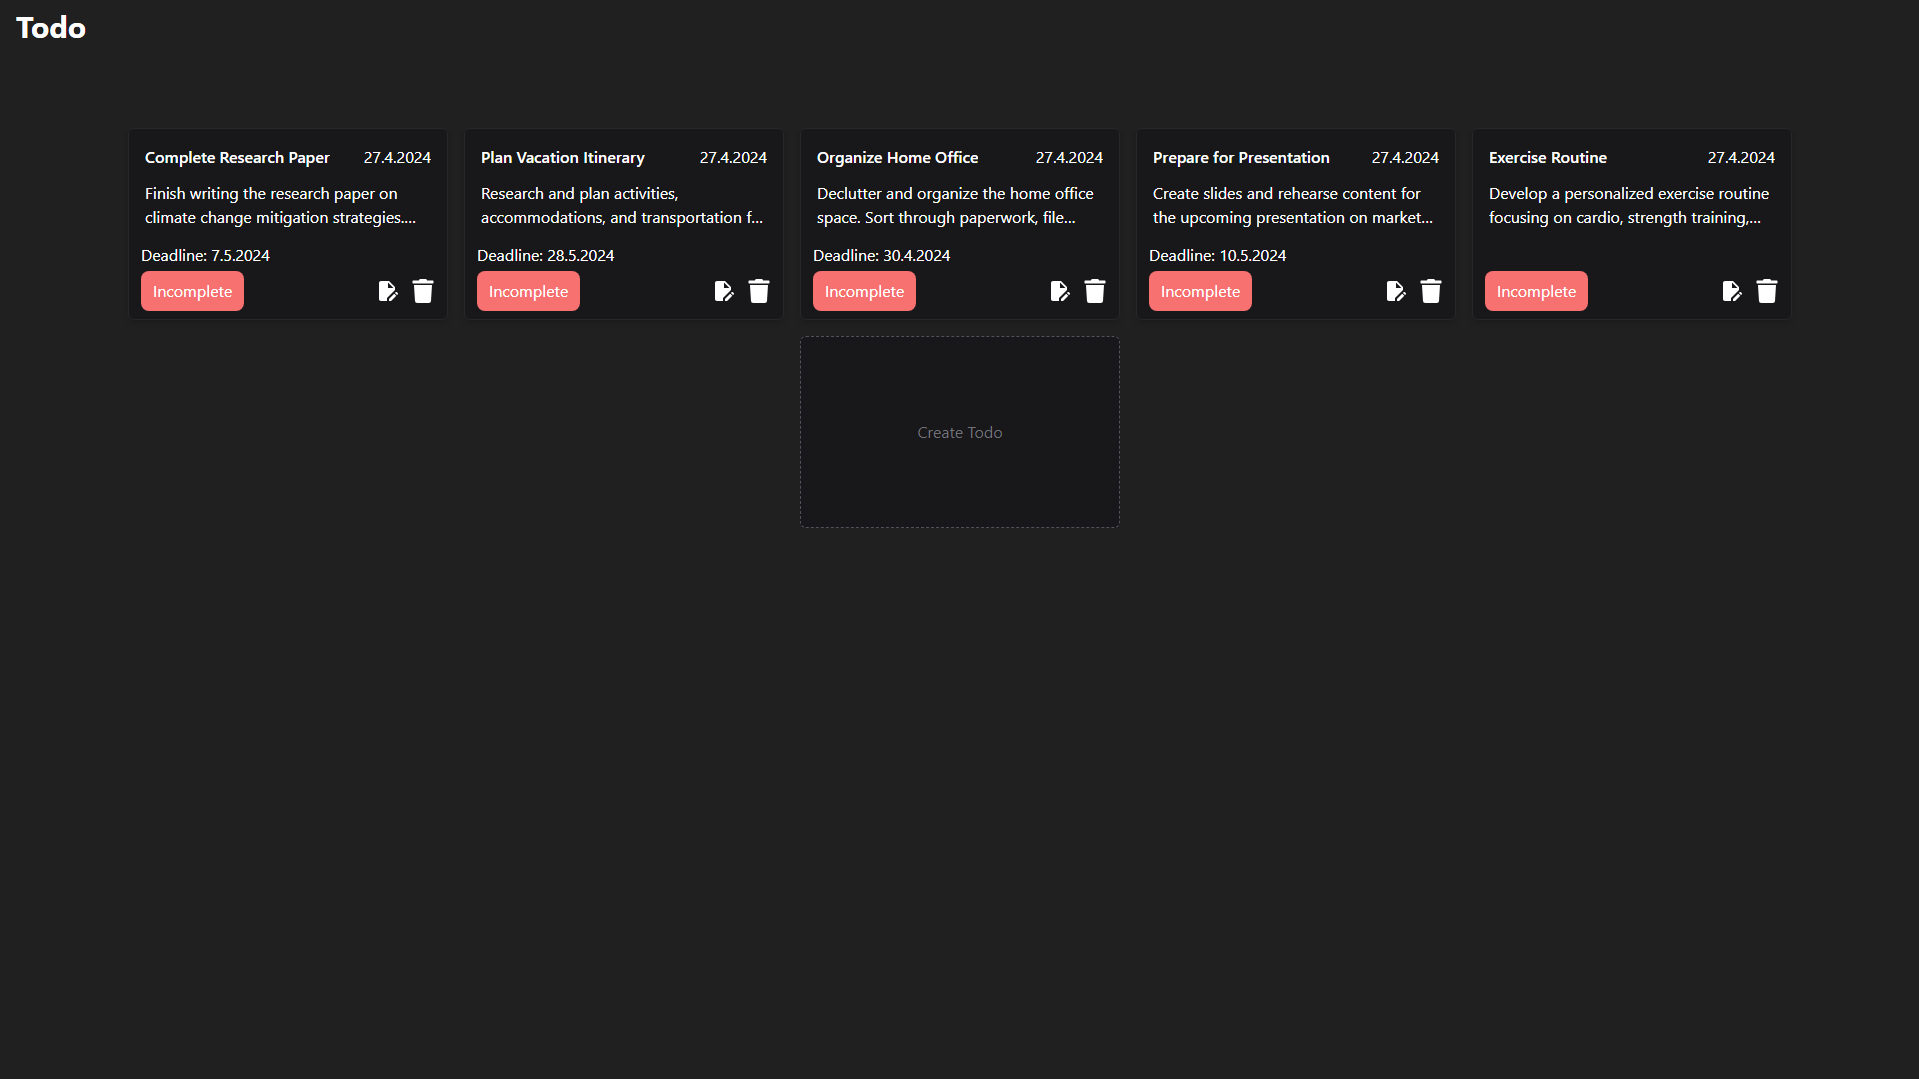 Todo
Complete Research Paper 27.4.2024
Finish writing the research paper on
climate change mitigation strategies....
Deadline: 7.5.2024
Incomplete
Plan Vacation Itinerary 27.4.2024
Research and plan activities,
accommodations, and transportation f...
Deadline: 28.5.2024
Incomplete
Organize Home Office 27.4.2024
Declutter and organize the home office
space. Sort through paperwork, file...
Deadline: 30.4.2024
Incomplete
Prepare for Presentation 27.4.2024
Create slides and rehearse content for
the upcoming presentation on market...
Deadline: 10.5.2024
Incomplete
Exercise Routine 27.4.2024
Develop a personalized exercise routine
focusing on cardio, strength training,...
Incomplete
Create Todo